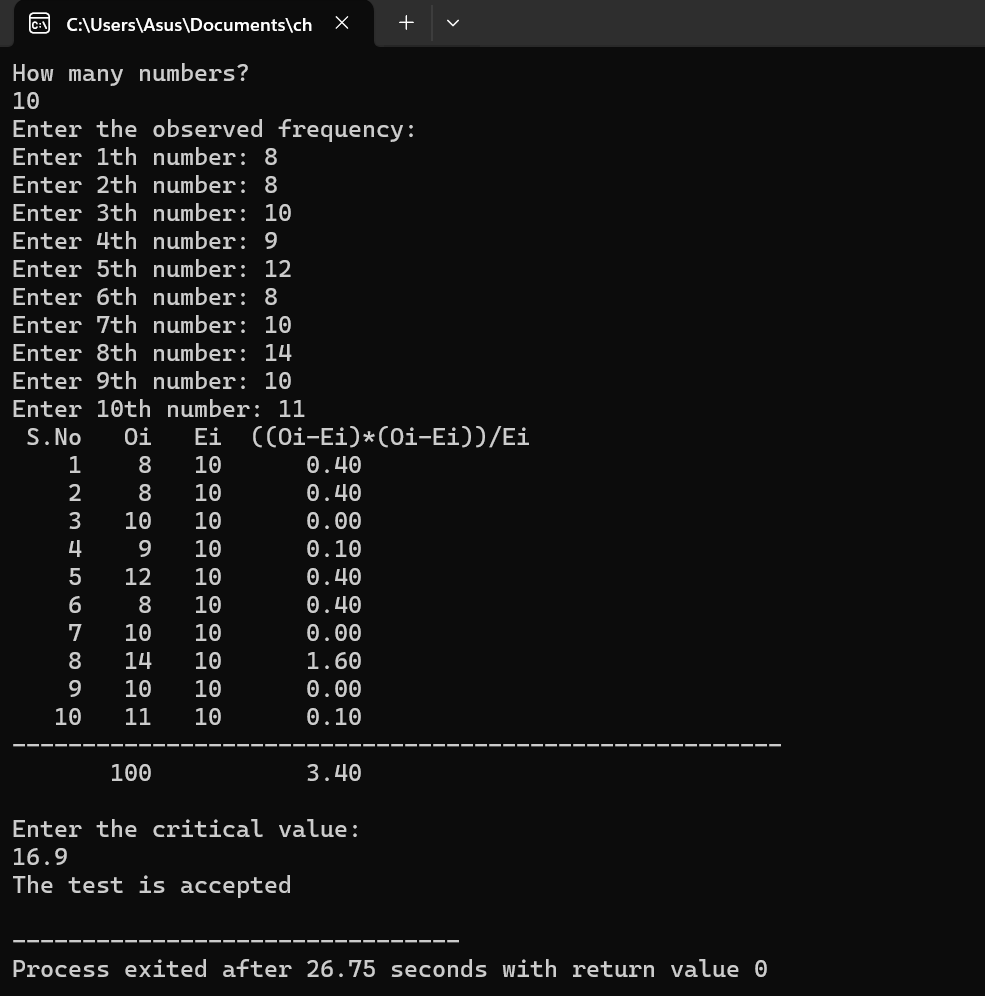 C:\Users\Asus\Documents\ch
How many numbers?
10
Enter the observed frequency:
Enter 1th number: 8
Enter 2th number: 8
Enter 3th number: 10
Enter 4th number: 9
Enter 5th number: 12
Enter 6th number: 8
Enter 7th number: 10
Enter 8th number: 14
Enter 9th number: 10
Enter 10th number: 11
 S.No   Oi   Ei  ((Oi-Ei)*(Oi-Ei))/Ei
    1    8   10      0.40
    2    8   10      0.40
    3   10   10      0.00
    4    9   10      0.10
    5   12   10      0.40
    6    8   10      0.40
    7   10   10      0.00
    8   14   10      1.60
    9   10   10      0.00
   10   11   10      0.10
-------------------------------------------------------
       100           3.40
Enter the critical value:
16.9
The test is accepted
--------------------------------
Process exited after 26.75 seconds with return value 0